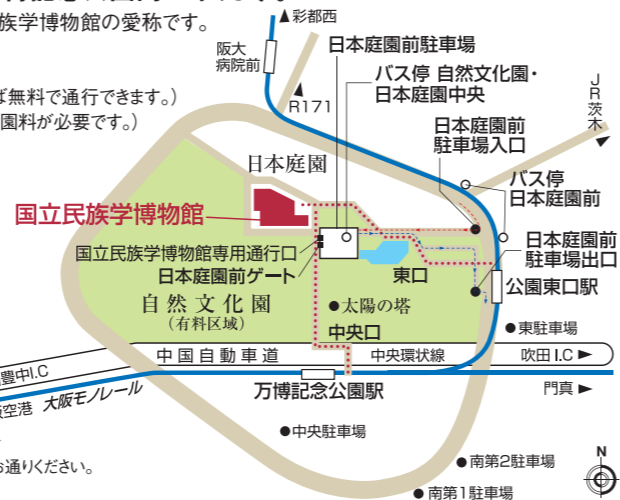 族学博物館の愛称です。
ば無料で通行できます。)
園料が必要です。)
▲彩都西
阪大
病院前
日本庭園前駐車場
バス停 自然文化園・
日本庭園中央
R171
JR茨木
日本庭園前
駐車場入口
日本庭園
バス停
日本庭園前
国立民族学博物館
国立民族学博物館専用通行口
日本庭園前ゲート
東口
日本庭園前
駐車場出口
公園東口駅
自然文化園
(有料区域)
●太陽の塔
中央口
●東駐車場
中国自動車道
中央環状線
吹田I.C ▶
豊中I.C
空港 大阪モノレール
万博記念公園駅
門真 ▶
●中央駐車場
お通りください。
●南第2駐車場
●南第1駐車場
N